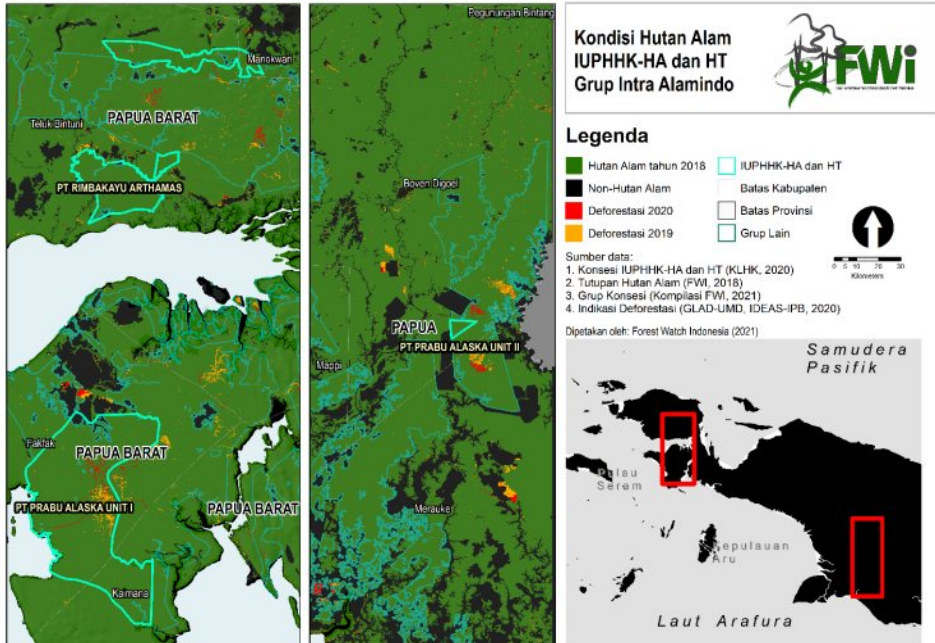 Manokwari
PAPUA BARAT
Teluk Bintuni
PT RIMBAKAYU ARTHAMAS
Fakfak
PAPUA BARAT
PT PRABU ALASKA UNIT I
PAPUA BARAT
Kaimana
Pegunungan Bintang
Boven Digoel
PAPUA
PT PRABU ALASKA UNIT II
Mappi
Merauke
Kondisi Hutan Alam
IUPHHK-HA dan HT
Grup Intra Alamindo
FWi
Legenda
Hutan Alam tahun 2018
Non-Hutan Alam
Deforestasi 2020
Deforestasi 2019
IUPHHK-HA dan HT
Batas Kabupaten
Batas Provinsi
Grup Lain
0 5 10 20 30
Kilometers
Sumber data:
1. Konsesi IUPHHK-HA dan HT (KLHK, 2020)
2. Tutupan Hutan Alam (FWI, 2018)
3. Grup Konsesi (Kompilasi FWI, 2021)
4. Indikasi Deforestasi (GLAD-UMD, IDEAS-IPB, 2020)
Dipetakan oleh: Forest Watch Indonesia (2021)
Samudera
Pasifik
Pulau
Seram
Kepulauan
Aru
Laut Arafura